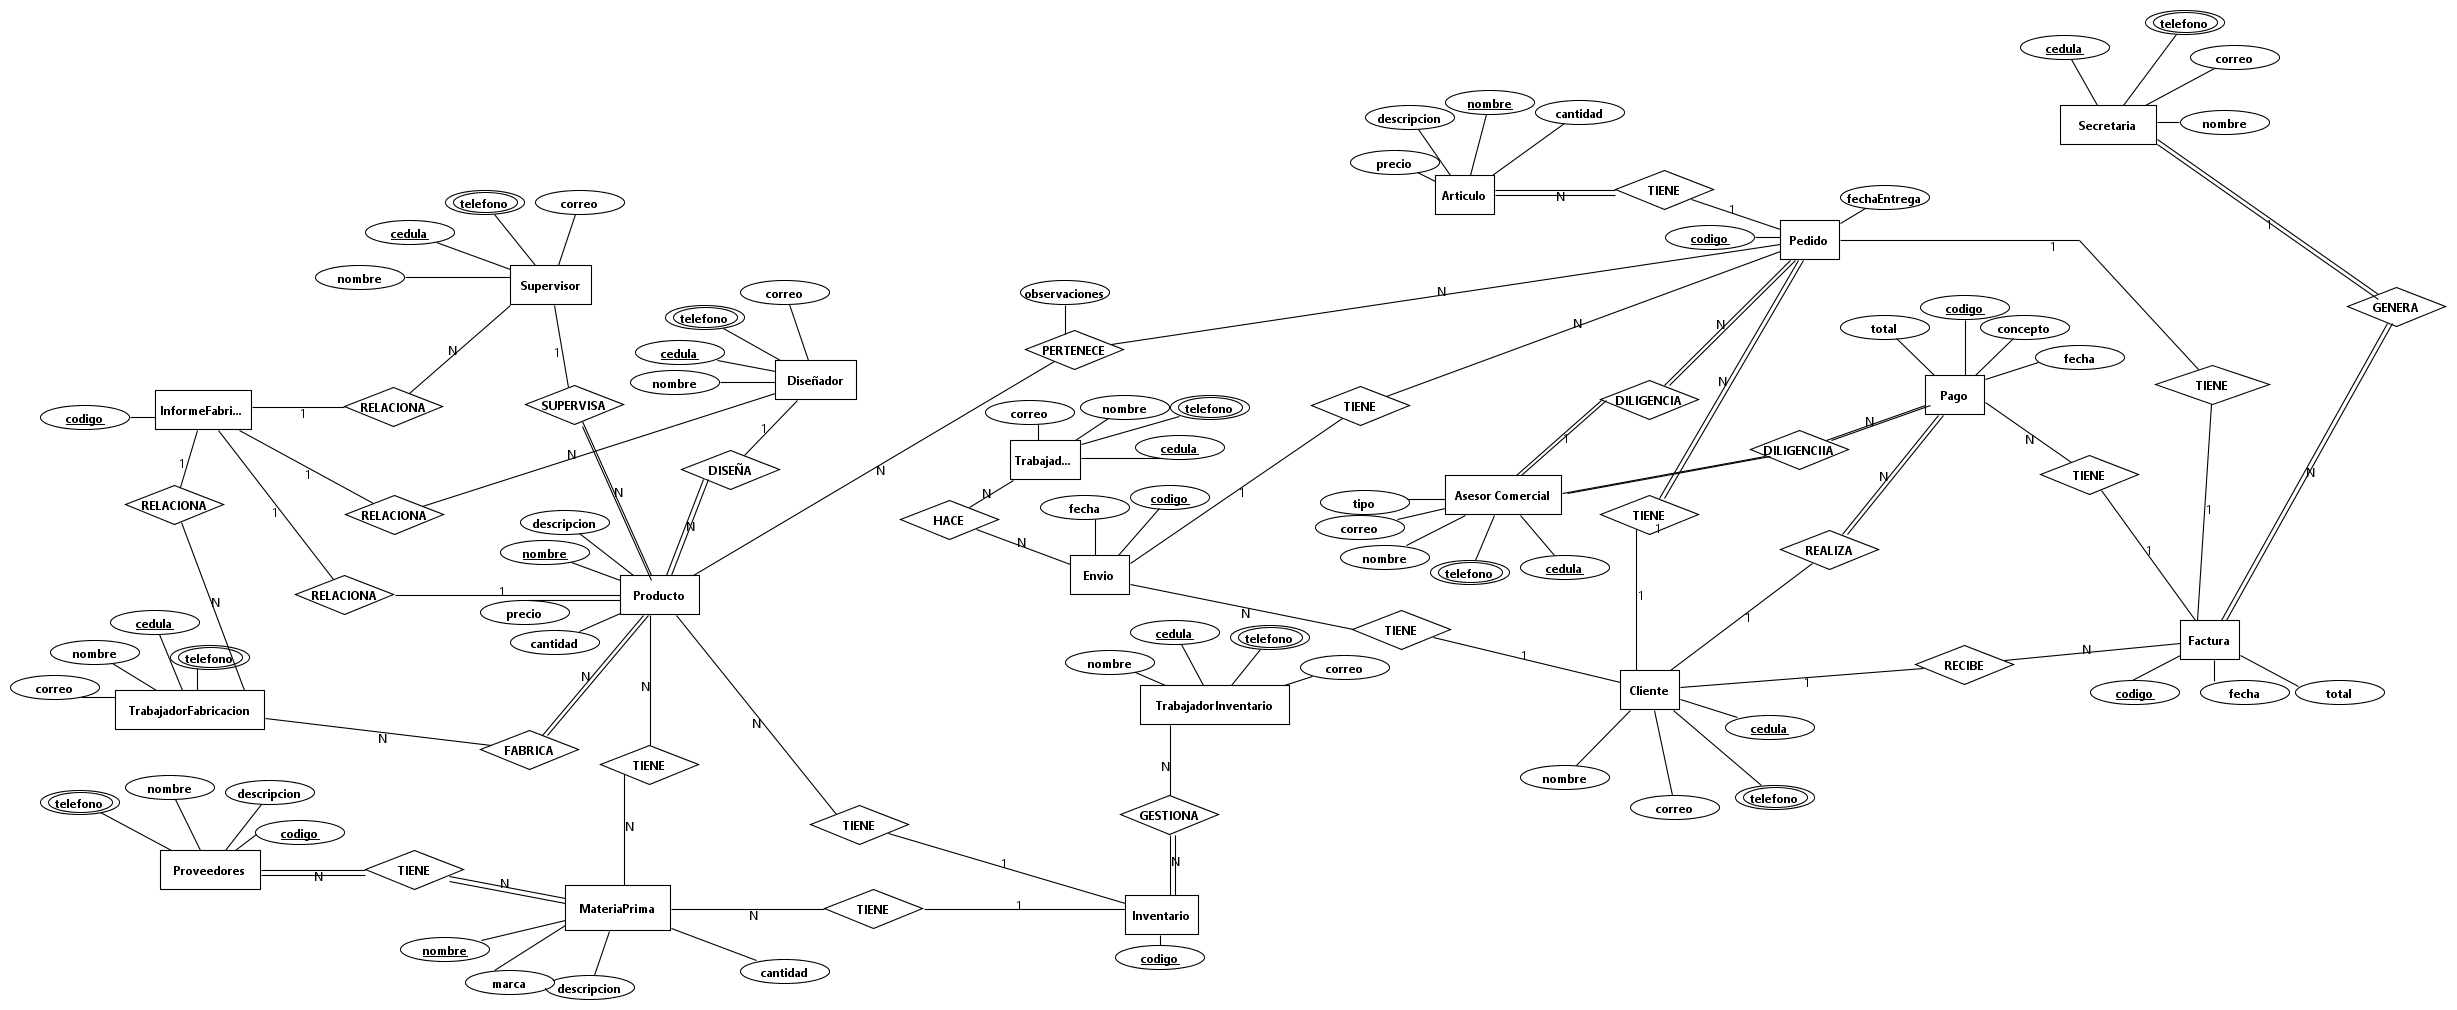 telefono
cedula
correo
Secretaria
nombre
nombre
descripcion
cantidad
precio
TIENE
Articulo
N
1
fechaEntrega
codigo
Pedido
1
1
telefono
correo
cedula
nombre
Supervisor
correo
telefono
cedula
nombre
Diseñador
observaciones
PERTENECE
N
N
N
N
GENERA
codigo
total
concepto
fecha
Pago
TIENE
N
1
InformeFabri...
codigo
1
RELACIONA
SUPERVISA
correo
nombre
telefono
cedula
Trabajad...
TIENE
DILIGENCIA
N
1
N
DILIGENCIIA
1
N
1
1
N
DISEÑA
N
N
1
N
TIENE
RELACIONA
RELACIONA
1
N
N
descripcion
nombre
precio
cantidad
Producto
HACE
N
N
fecha
codigo
Envio
tipo
correo
nombre
telefono
cedula
Asesor Comercial
TIENE
1
REALIZA
1
1
1
RELACIONA
1
N
cedula
nombre
telefono
correo
TrabajadorFabricacion
N
1
TIENE
cedula
telefono
nombre
correo
TrabajadorInventario
Factura
N
RECIBE
1
Cliente
codigo
fecha
total
cedula
nombre
correo
telefono
N
N
N
N
FABRICA
TIENE
N
telefono
nombre
descripcion
codigo
TIENE
GESTIONA
N
N
1
Proveedores
N
TIENE
N
MateriaPrima
N
TIENE
1
Inventario
codigo
nombre
marca
descripcion
cantidad